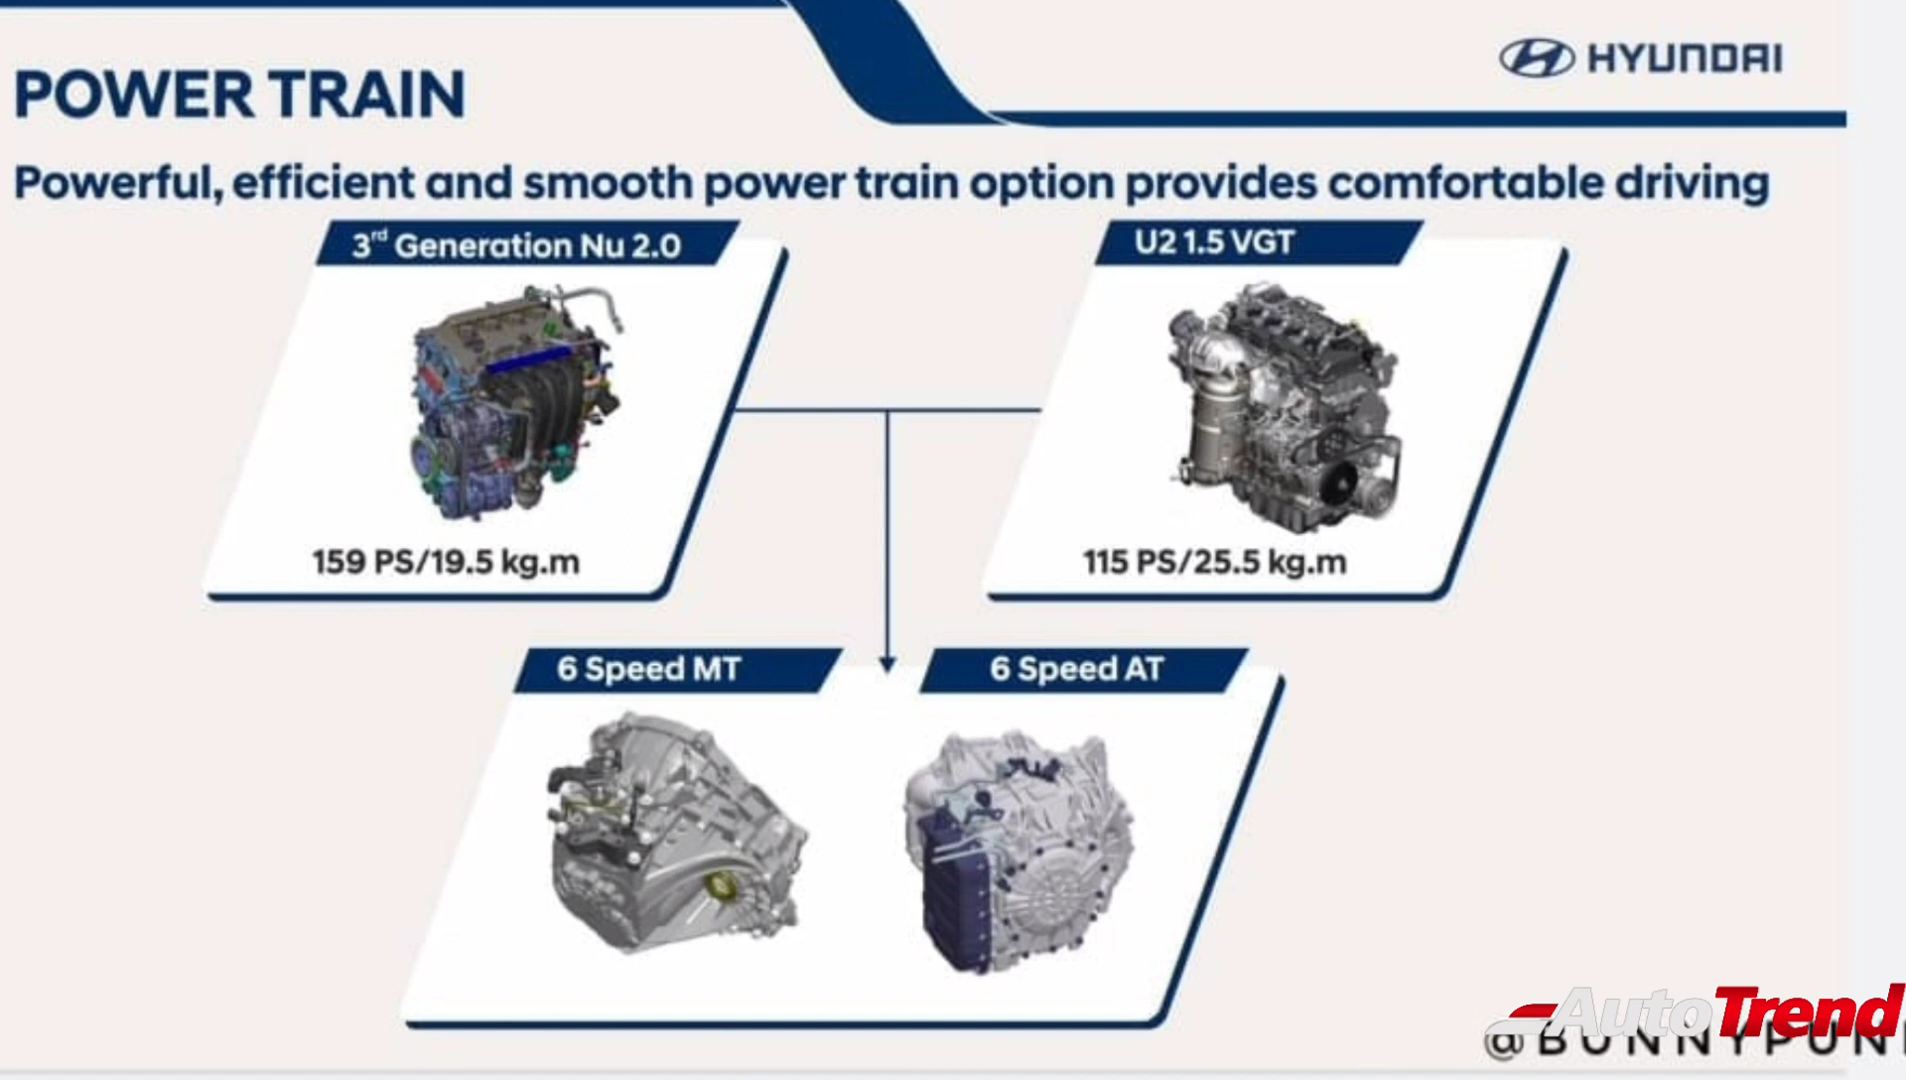 HYUNDAI
POWER TRAIN
Powerful, efficient and smooth power train option provides comfortable driving
3rd Generation Nu 2.0
U2 1.5 VGT
159 PS/19.5 kg.m
115 PS/25.5 kg.m
6 Speed MT
6 Speed AT
AutoTrend